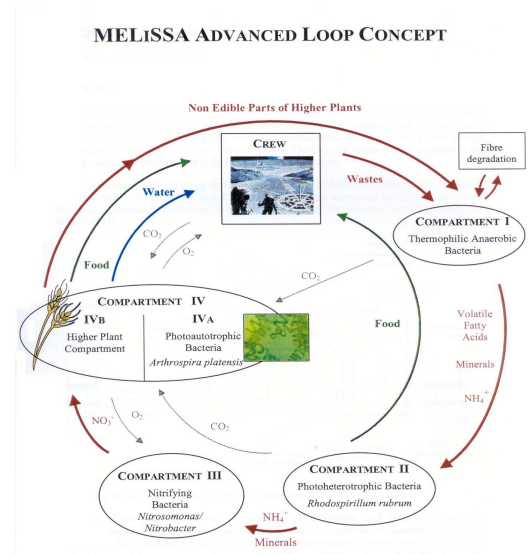 MELiSSA ADVANCED LOOP CONCEPT
Non Edible Parts of Higher Plants
CREW
Fibre
degradation
Wastes
Water
COMPARTMENT I
Thermophilic Anaerobic
Bacteria
CO₂
O₂
Food
CO₂
COMPARTMENT IV
IVB
Higher Plant
Compartment
IVA
Photoautotrophic
Bacteria
Arthrospira platensis
Food
Volatile
Fatty
Acids
Minerals
NH₄⁺
NO₃⁻
O₂
CO₂
COMPARTMENT III
Nitrifying
Bacteria
Nitrosomonas/
Nitrobacter
COMPARTMENT II
Photoheterotrophic Bacteria
Rhodospirillum rubrum
NH₄⁺
Minerals